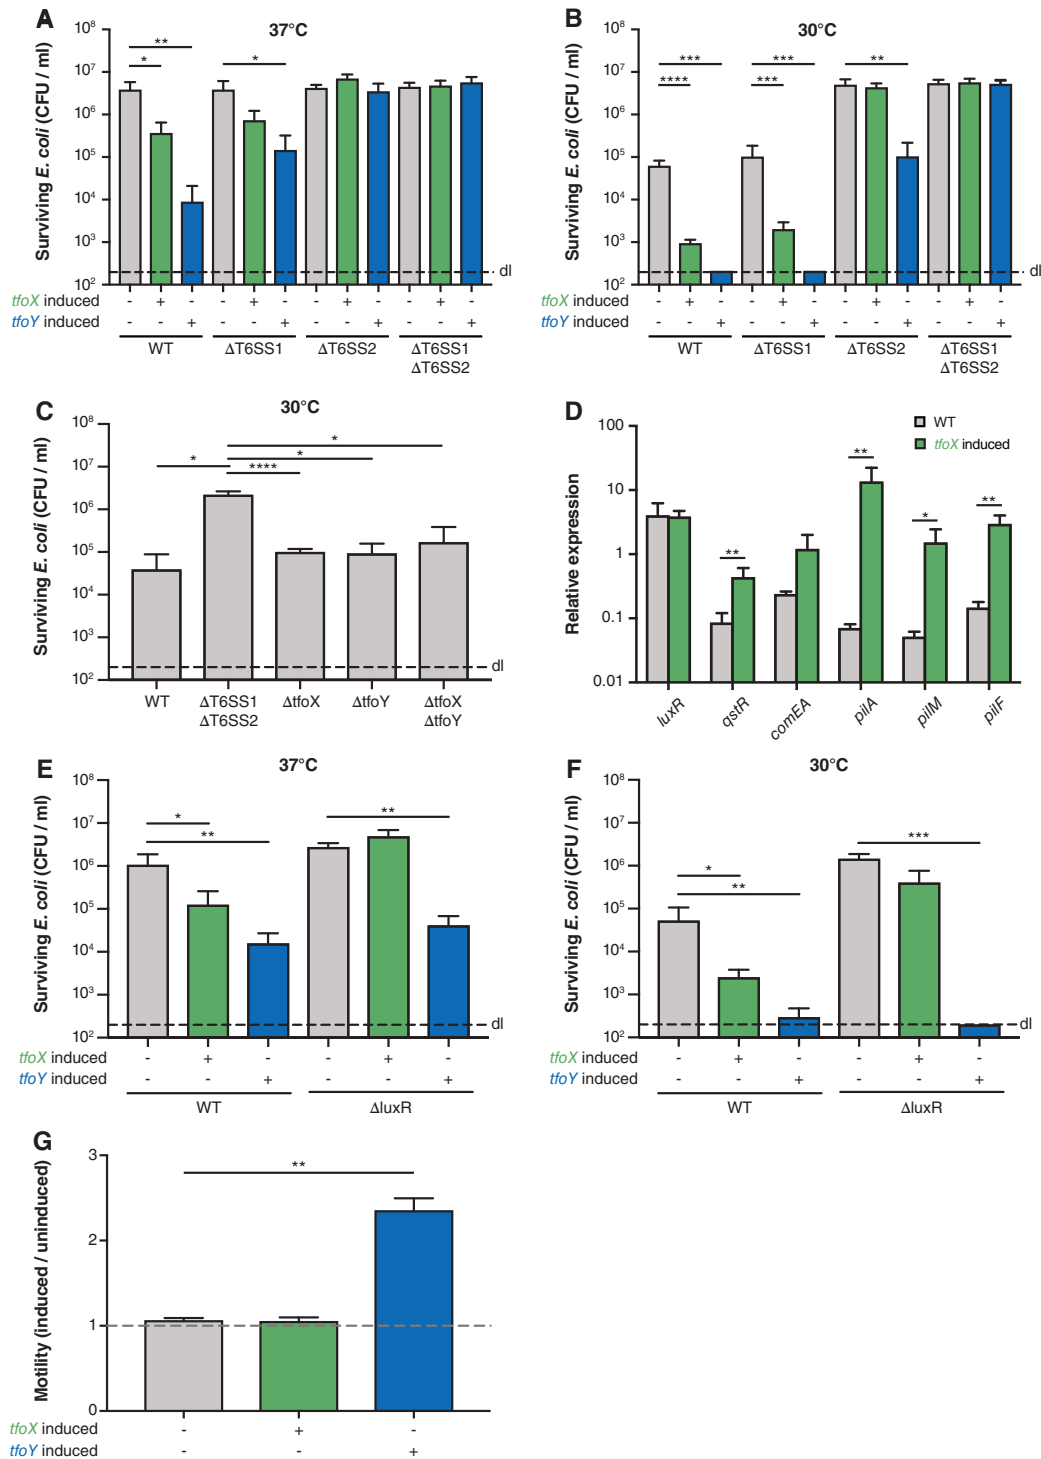 A
37°C
Surviving E. coli (CFU / ml)
10⁸
10⁷
10⁶
10⁵
10⁴
10³
10²
** 
* 
*
dl
tfoX induced - + - - + - - + - - + -
tfoY induced - - + - - + - - + - - +
WT ΔT6SS1 ΔT6SS2 ΔT6SS1
ΔT6SS2
B
30°C
Surviving E. coli (CFU / ml)
10⁸
10⁷
10⁶
10⁵
10⁴
10³
10²
*** *** **
**** ***
dl
tfoX induced - + - - + - - + - - + -
tfoY induced - - + - - + - - + - - +
WT ΔT6SS1 ΔT6SS2 ΔT6SS1
ΔT6SS2
C
30°C
Surviving E. coli (CFU / ml)
10⁸
10⁷
10⁶
10⁵
10⁴
10³
10²
*
*
* ****
dl
WT ΔT6SS1 ΔtfoX ΔtfoY ΔtfoX
ΔT6SS2 ΔtfoY
D
WT
tfoX induced
Relative expression
100
10
1
0.1
0.01
** ** * **
luxR qstR comEA pilA pilM pilF
E
37°C
Surviving E. coli (CFU / ml)
10⁸
10⁷
10⁶
10⁵
10⁴
10³
10²
* **
**
dl
tfoX induced - + - - + -
tfoY induced - - + - - +
WT ΔluxR
F
30°C
Surviving E. coli (CFU / ml)
10⁸
10⁷
10⁶
10⁵
10⁴
10³
10²
***
*
**
dl
tfoX induced - + - - + -
tfoY induced - - + - - +
WT ΔluxR
G
Motility (induced / uninduced)
3
2
1
0
**
tfoX induced - + -
tfoY induced - - +